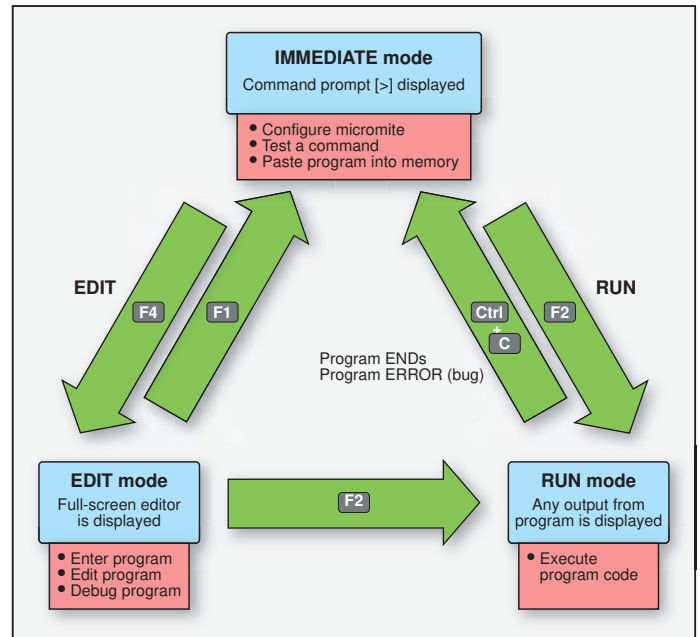 IMMEDIATE mode
Command prompt [>] displayed
• Configure micromite
• Test a command
• Paste program into memory
EDIT
F4
F1
Ctrl
+
C
F2
RUN
Program ENDs
Program ERROR (bug)
EDIT mode
Full-screen editor
is displayed
• Enter program
• Edit program
• Debug program
F2
RUN mode
Any output from
program is displayed
• Execute
program code